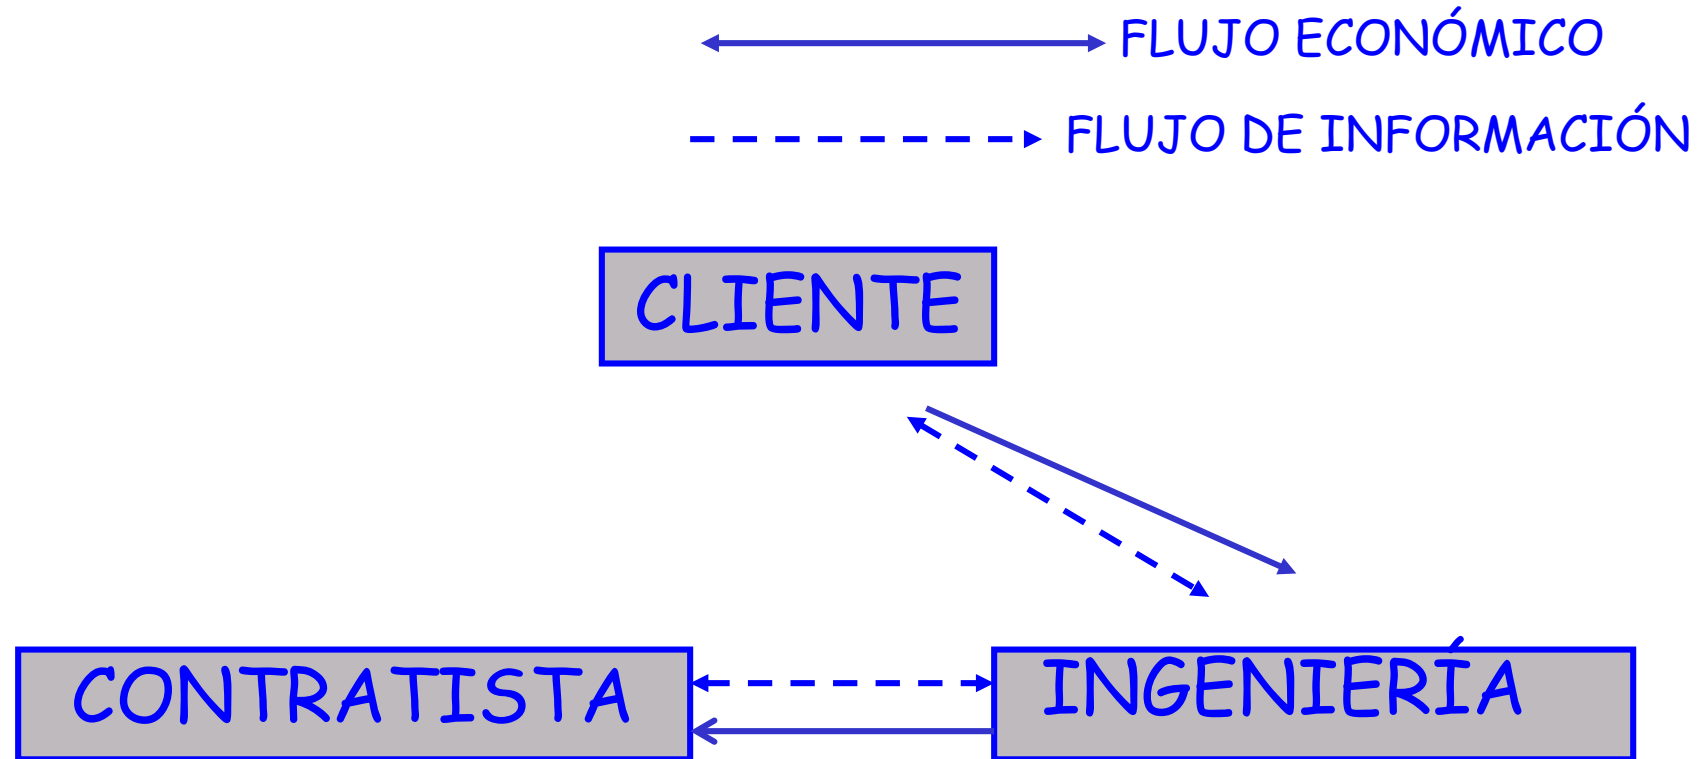 FLUJO ECONÓMICO
FLUJO DE INFORMACIÓN
CLIENTE
CONTRATISTA
INGENIERÍA